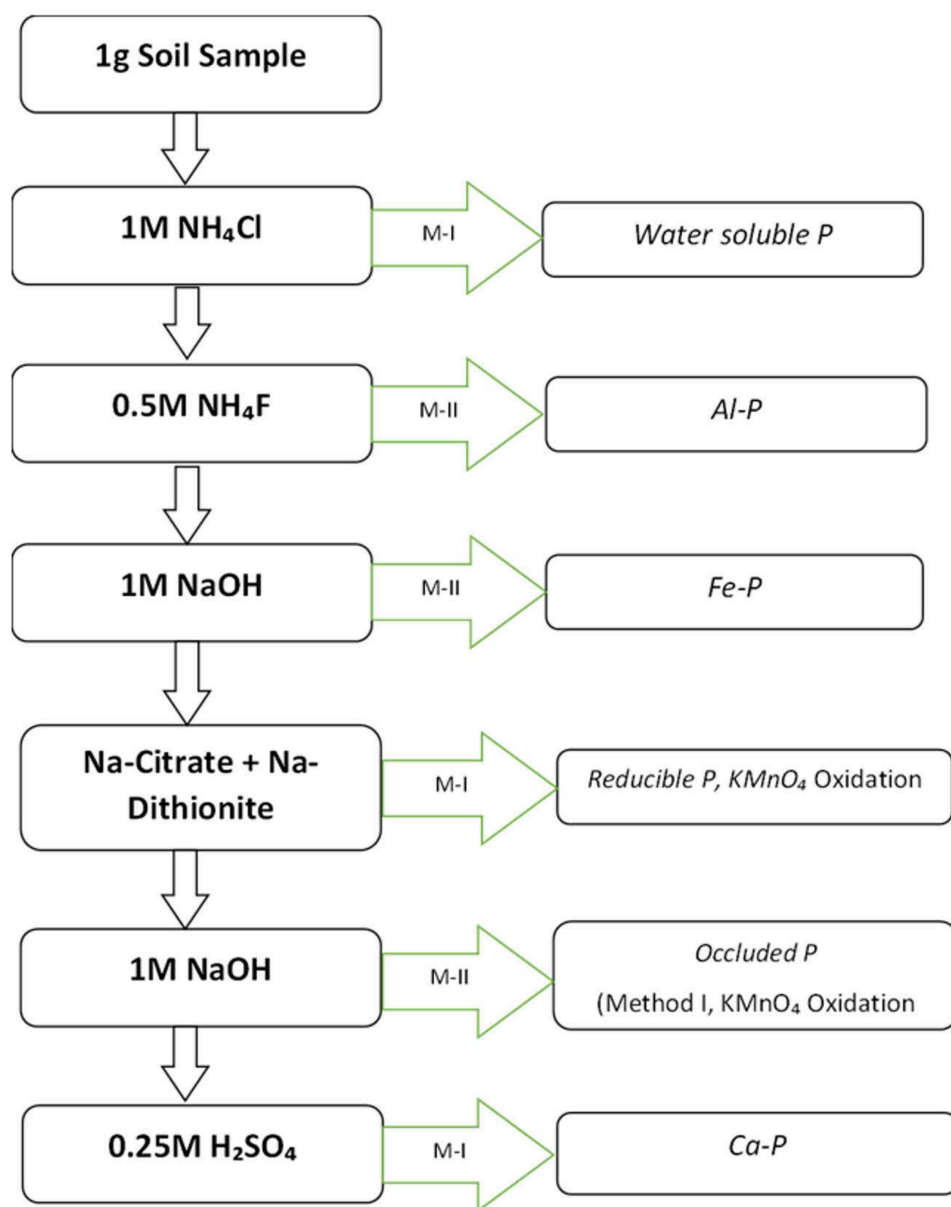 1g Soil Sample
1M NH₄Cl
M-I
Water soluble P
0.5M NH₄F
M-II
Al-P
1M NaOH
M-II
Fe-P
Na-Citrate + Na-
Dithionite
M-I
Reducible P, KMnO₄ Oxidation
1M NaOH
M-II
Occluded P
(Method I, KMnO₄ Oxidation
0.25M H₂SO₄
M-I
Ca-P